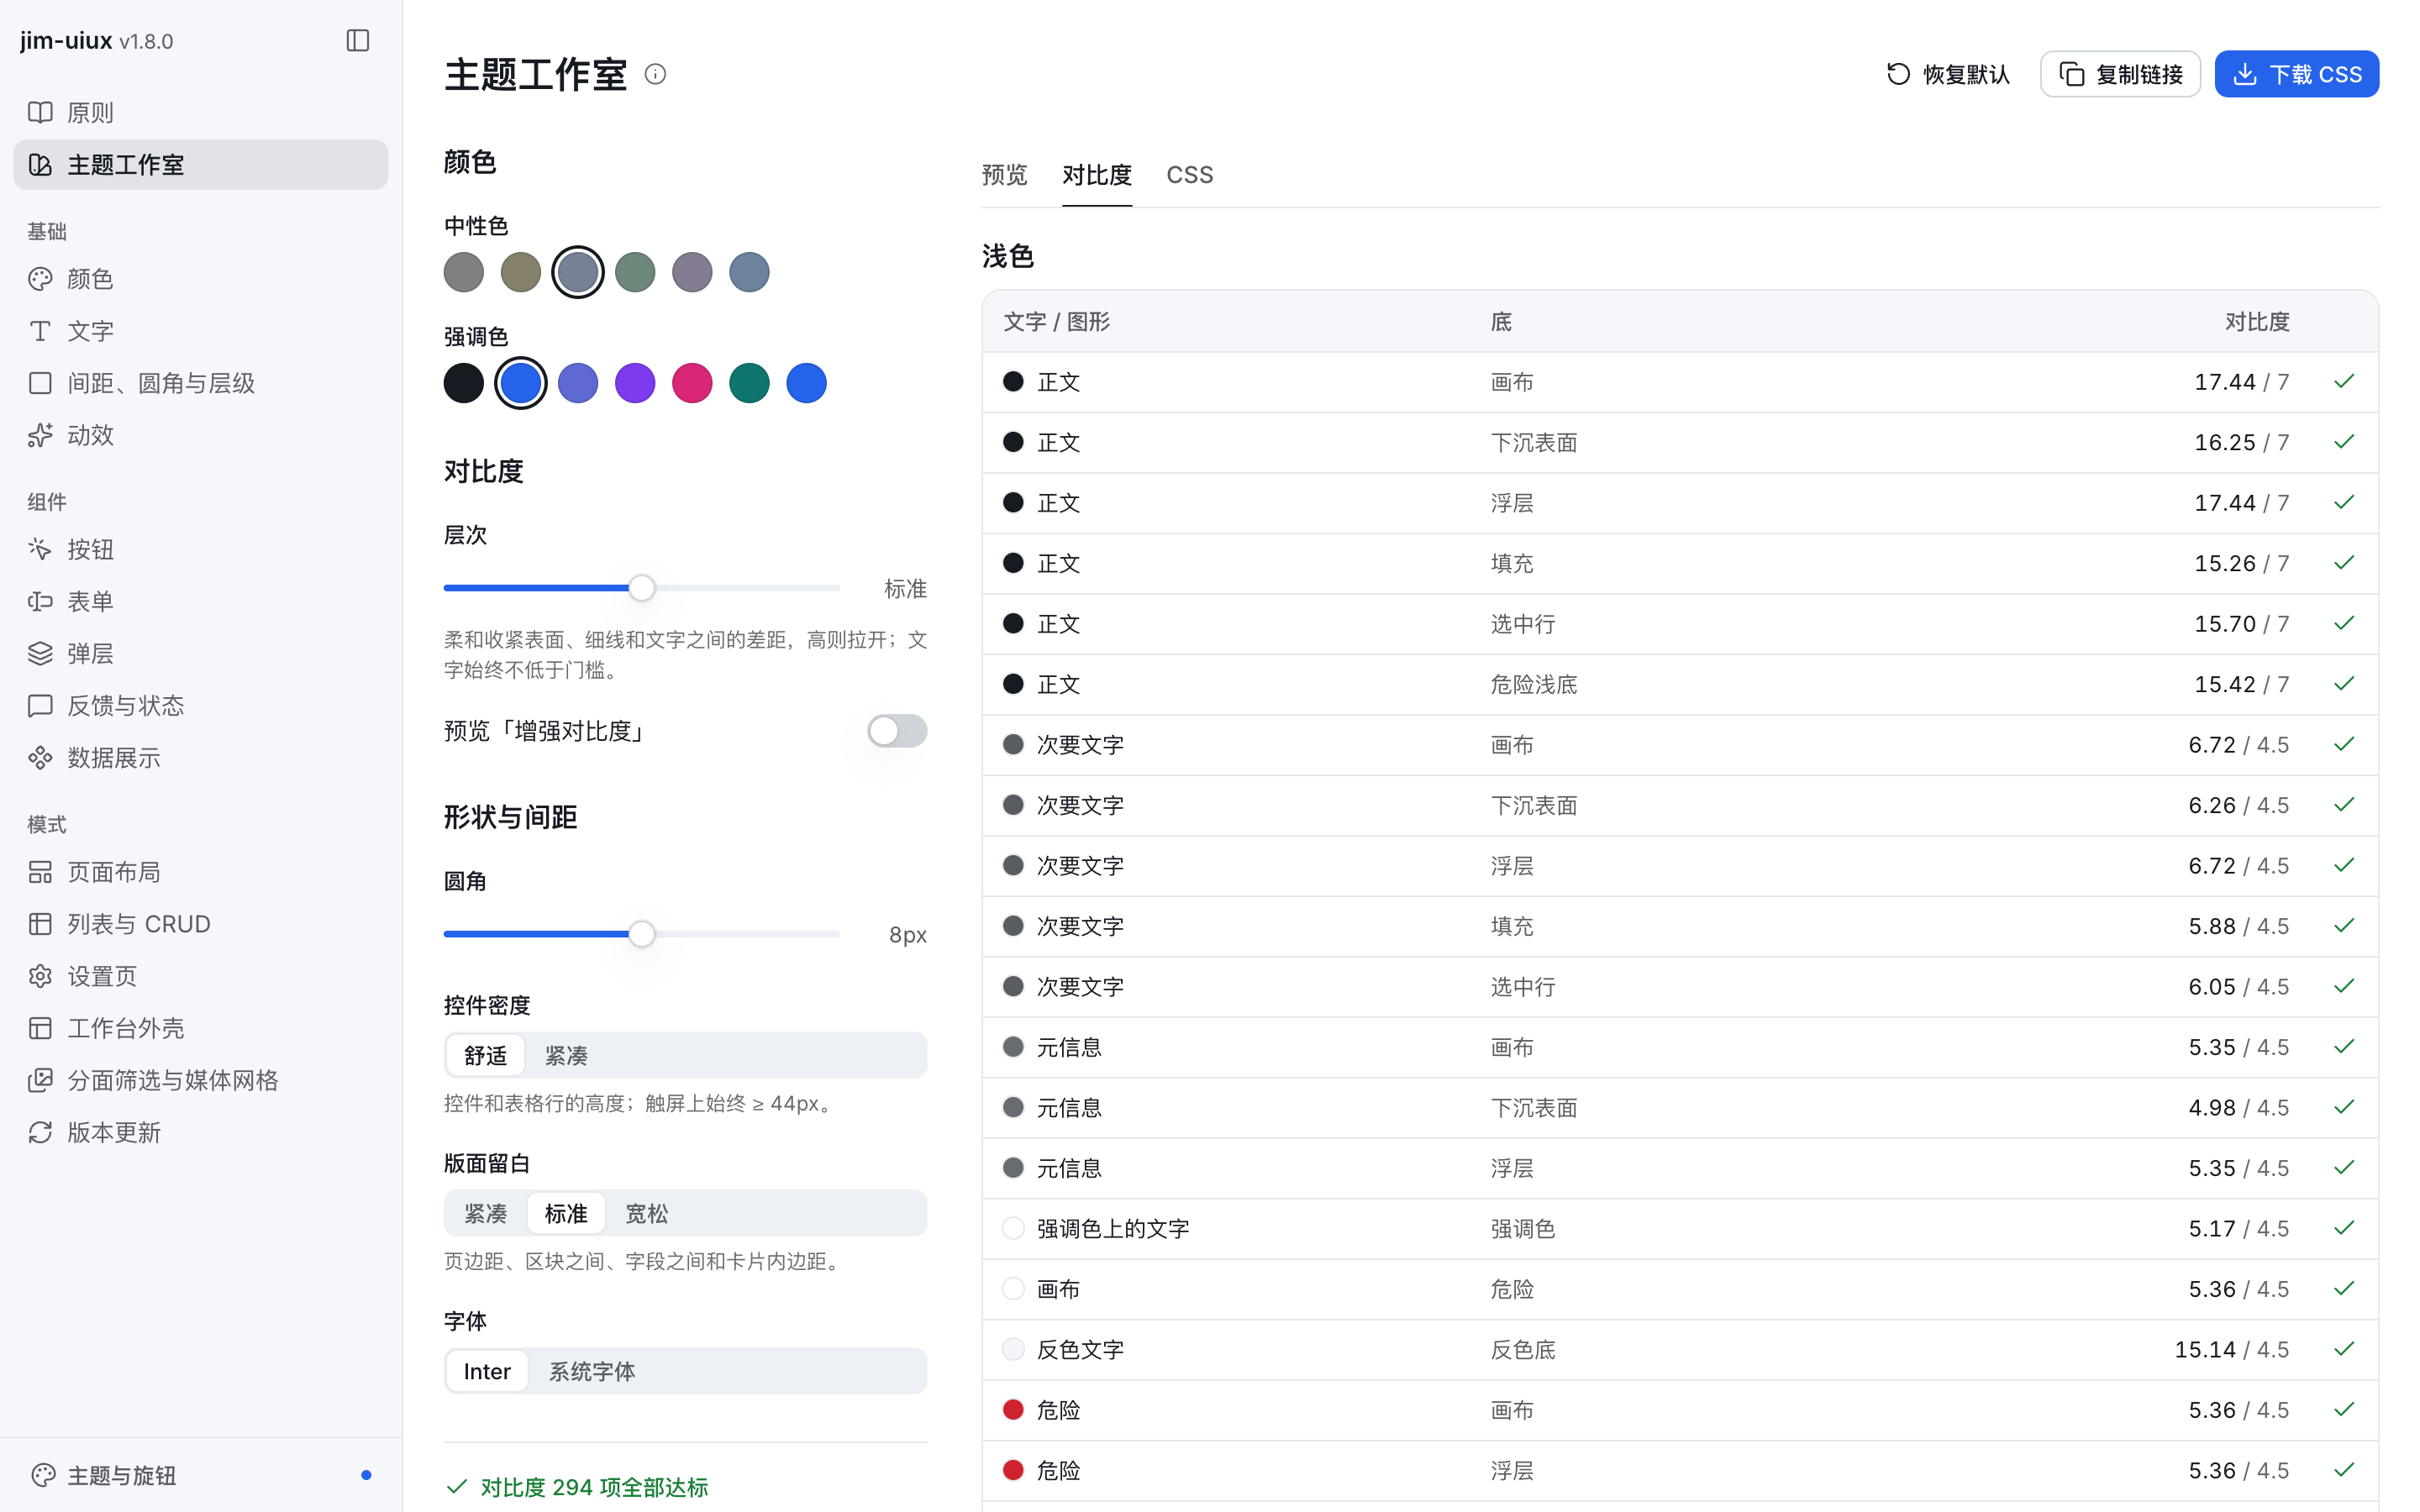 jim-uiux v1.8.0
原则
主题工作室
基础
颜色
文字
间距、圆角与层级
动效
组件
按钮
表单
弹层
反馈与状态
数据展示
模式
页面布局
列表与 CRUD
设置页
工作台外壳
分面筛选与媒体网格
版本更新
主题与旋钮
主题工作室
恢复默认
复制链接
下载 CSS
颜色
中性色
强调色
对比度
层次
标准
柔和收紧表面、细线和文字之间的差距，高则拉开；文
字始终不低于门槛。
预览「增强对比度」
形状与间距
圆角
8px
控件密度
舒适 紧凑
控件和表格行的高度；触屏上始终 ≥ 44px。
版面留白
紧凑 标准 宽松
页边距、区块之间、字段之间和卡片内边距。
字体
Inter 系统字体
对比度 294 项全部达标
预览 对比度 CSS
浅色
文字 / 图形 底 对比度
正文 画布 17.44 / 7
正文 下沉表面 16.25 / 7
正文 浮层 17.44 / 7
正文 填充 15.26 / 7
正文 选中行 15.70 / 7
正文 危险浅底 15.42 / 7
次要文字 画布 6.72 / 4.5
次要文字 下沉表面 6.26 / 4.5
次要文字 浮层 6.72 / 4.5
次要文字 填充 5.88 / 4.5
次要文字 选中行 6.05 / 4.5
元信息 画布 5.35 / 4.5
元信息 下沉表面 4.98 / 4.5
元信息 浮层 5.35 / 4.5
强调色上的文字 强调色 5.17 / 4.5
画布 危险 5.36 / 4.5
反色文字 反色底 15.14 / 4.5
危险 画布 5.36 / 4.5
危险 浮层 5.36 / 4.5